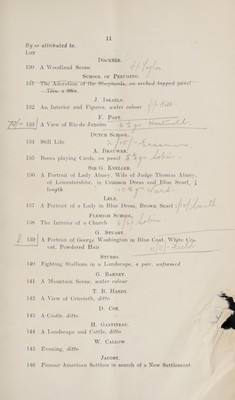 11
By or attributed to.
Lot
DOCKREE.
130 A Woodland Scene
SCHOOL OF PERUGINO.
141 The Adoration of the Shepherds, an arched topped panel
J. ISRAELS.
132 An Interior and Figures, water colour
F. POST.
70/- 133 A View of Rio de Janeiro
DUTCH SCHOOL.
134 Still Life
A. BROUWER.
135 Boors playing Cards, on panel
SIR G. KNELLER.
136 A Portrait of Lady Abney, Wife of Judge Thomas Abney,
of Leicestershire, in Crimson Dress and Blue Scarf, ¾
length
LELY.
137 A Portrait of a Lady in Blue Dress, Brown Scarf
FLEMISH SCHOOL.
138 The Interior of a Church
G. STUART.
139 A Portrait of George Washington in Blue Coat, White Cra-
vat, Powdered Hair
STUBBS.
140 Fighting Stallions in a Landscape, a pair, unframed
G. BARNET.
141 A Mountain Scene, water colour
T. B. HARDY.
142 A View of Criccieth, ditto
D. COX.
143 A Castle, ditto
H. GASTINEAU.
144 A Landscape and Cattle, ditto
W. CALLOW.
145 Evening, ditto
JACOBY.
146 Pioneer American Settlers in search of a New Settlement